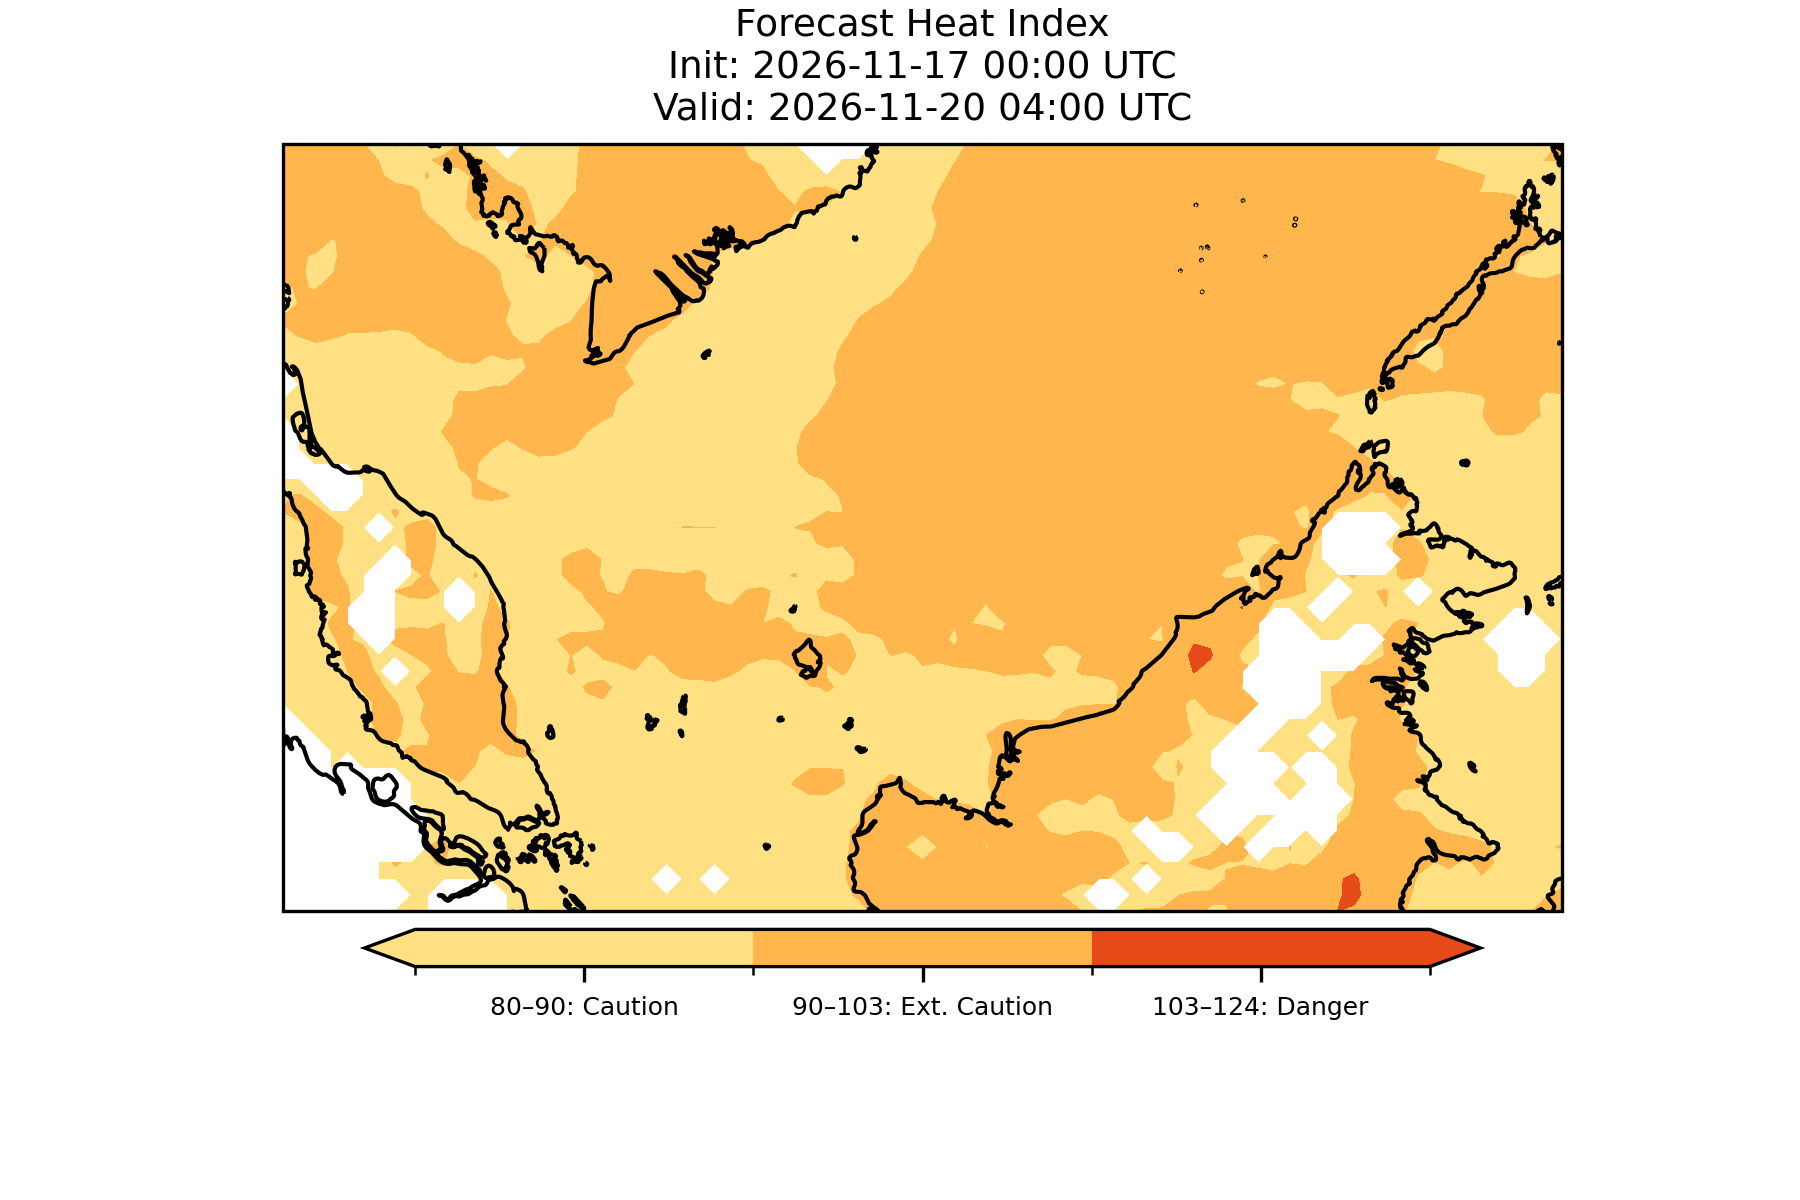 Forecast Heat Index
Init: 2026-11-17 00:00 UTC
Valid: 2026-11-20 04:00 UTC
80–90: Caution
90–103: Ext. Caution
103–124: Danger